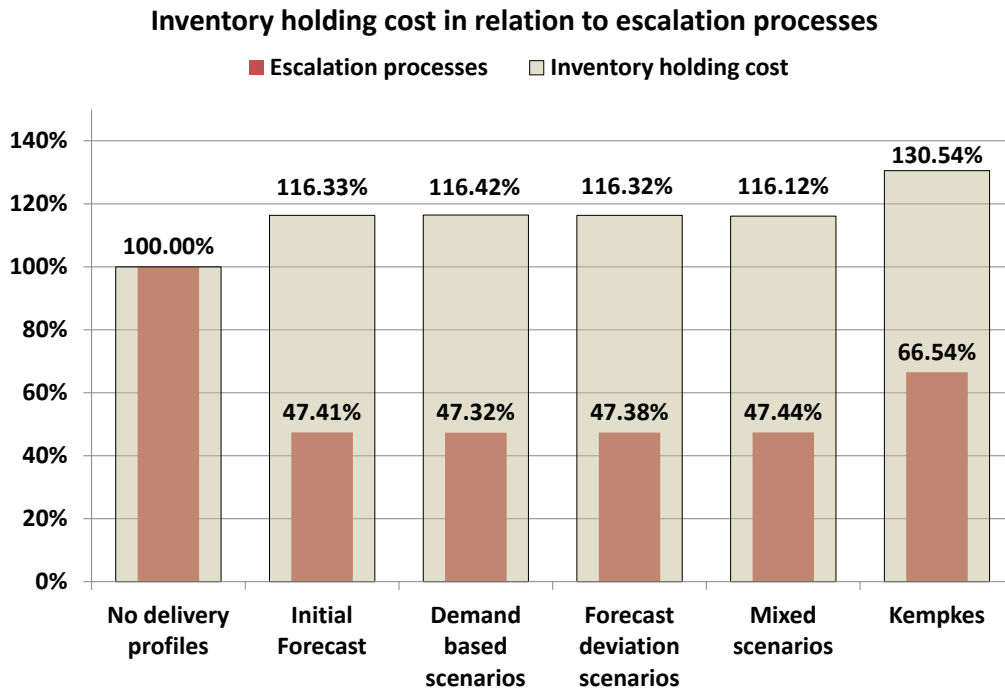 Inventory holding cost in relation to escalation processes
Escalation processes Inventory holding cost
140%
120%
100%
80%
60%
40%
20%
0%
100.00%
116.33%
116.42%
116.32%
116.12%
130.54%
47.41%
47.32%
47.38%
47.44%
66.54%
No delivery
profiles
Initial
Forecast
Demand
based
scenarios
Forecast
deviation
scenarios
Mixed
scenarios
Kempkes